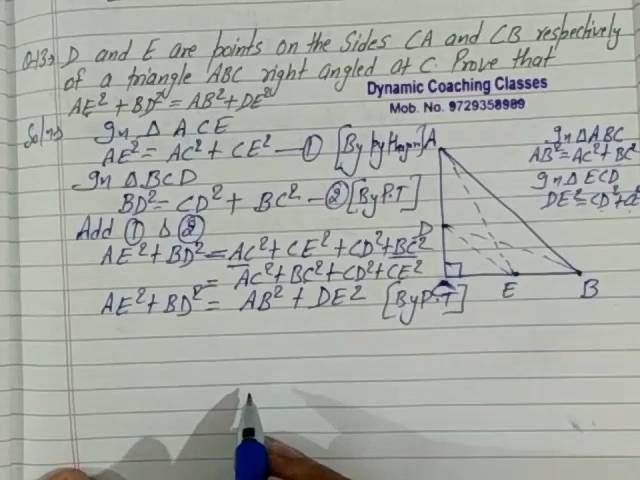 Q.13. D and E are points on the sides CA and CB respectively
of a triangle ABC right angled at C. Prove that
AE² + BD² = AB² + DE²
Dynamic Coaching Classes
Mob. No. 9729358989
Soln
In Δ ACE
AE² = AC² + CE² — ① [By
In Δ BCD
BD² = CD² + BC² — ② [By P.T]
Add ① & ②
AE² + BD² = AC² + CE² + CD² + BC²
= AC² + BC² + CD² + CE²
AE² + BD² = AB² + DE² [By P.T]
A
D
E
B
In Δ ABC
AB² = AC² + BC²
In Δ ECD
DE² = CD² +